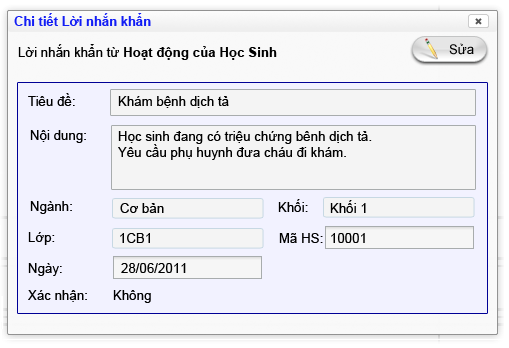 Chi tiết Lời nhắn khẩn
Lời nhắn khẩn từ Hoạt động của Học Sinh
Sửa
Tiêu đề: Khám bệnh dịch tả
Nội dung: Học sinh đang có triệu chứng bênh dịch tả.
Yêu cầu phụ huynh đưa cháu đi khám.
Ngành: Cơ bản Khối: Khối 1
Lớp: 1CB1 Mã HS: 10001
Ngày: 28/06/2011
Xác nhận: Không